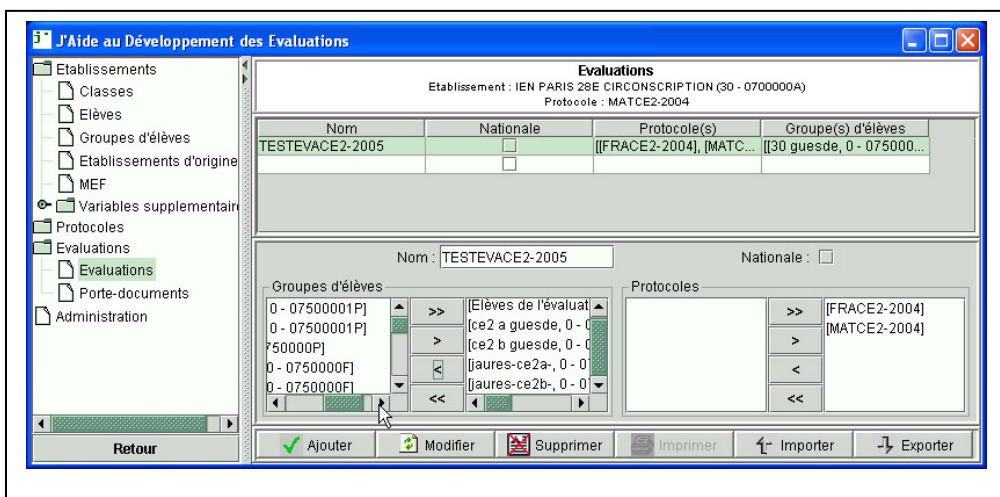 J'Aide au Développement des Evaluations
Etablissements
Classes
Elèves
Groupes d'élèves
Etablissements d'origine
MEF
Variables supplementair
Protocoles
Evaluations
Evaluations
Porte-documents
Administration
Retour
Evaluations
Etablissement : IEN PARIS 28E CIRCONSCRIPTION (30 - 0700000A)
Protocole : MATCE2-2004
Nom Nationale Protocole(s) Groupe(s) d'élèves
TESTEVACE2-2005 [[FRACE2-2004], [MATC... [[30 guesde, 0 - 075000...
Nom : TESTEVACE2-2005 Nationale :
Groupes d'élèves
0 - 07500001P]
0 - 07500001P]
750000P]
0 - 0750000F]
0 - 0750000F]
>>
>
<
<<
[Elèves de l'évaluat
[ce2 a guesde, 0 - 0
[ce2 b guesde, 0 - 0
[jaures-ce2a-, 0 - 0
[jaures-ce2b-, 0 - 0
Protocoles
>>
>
<
<<
[FRACE2-2004]
[MATCE2-2004]
Ajouter Modifier Supprimer Imprimer Importer Exporter